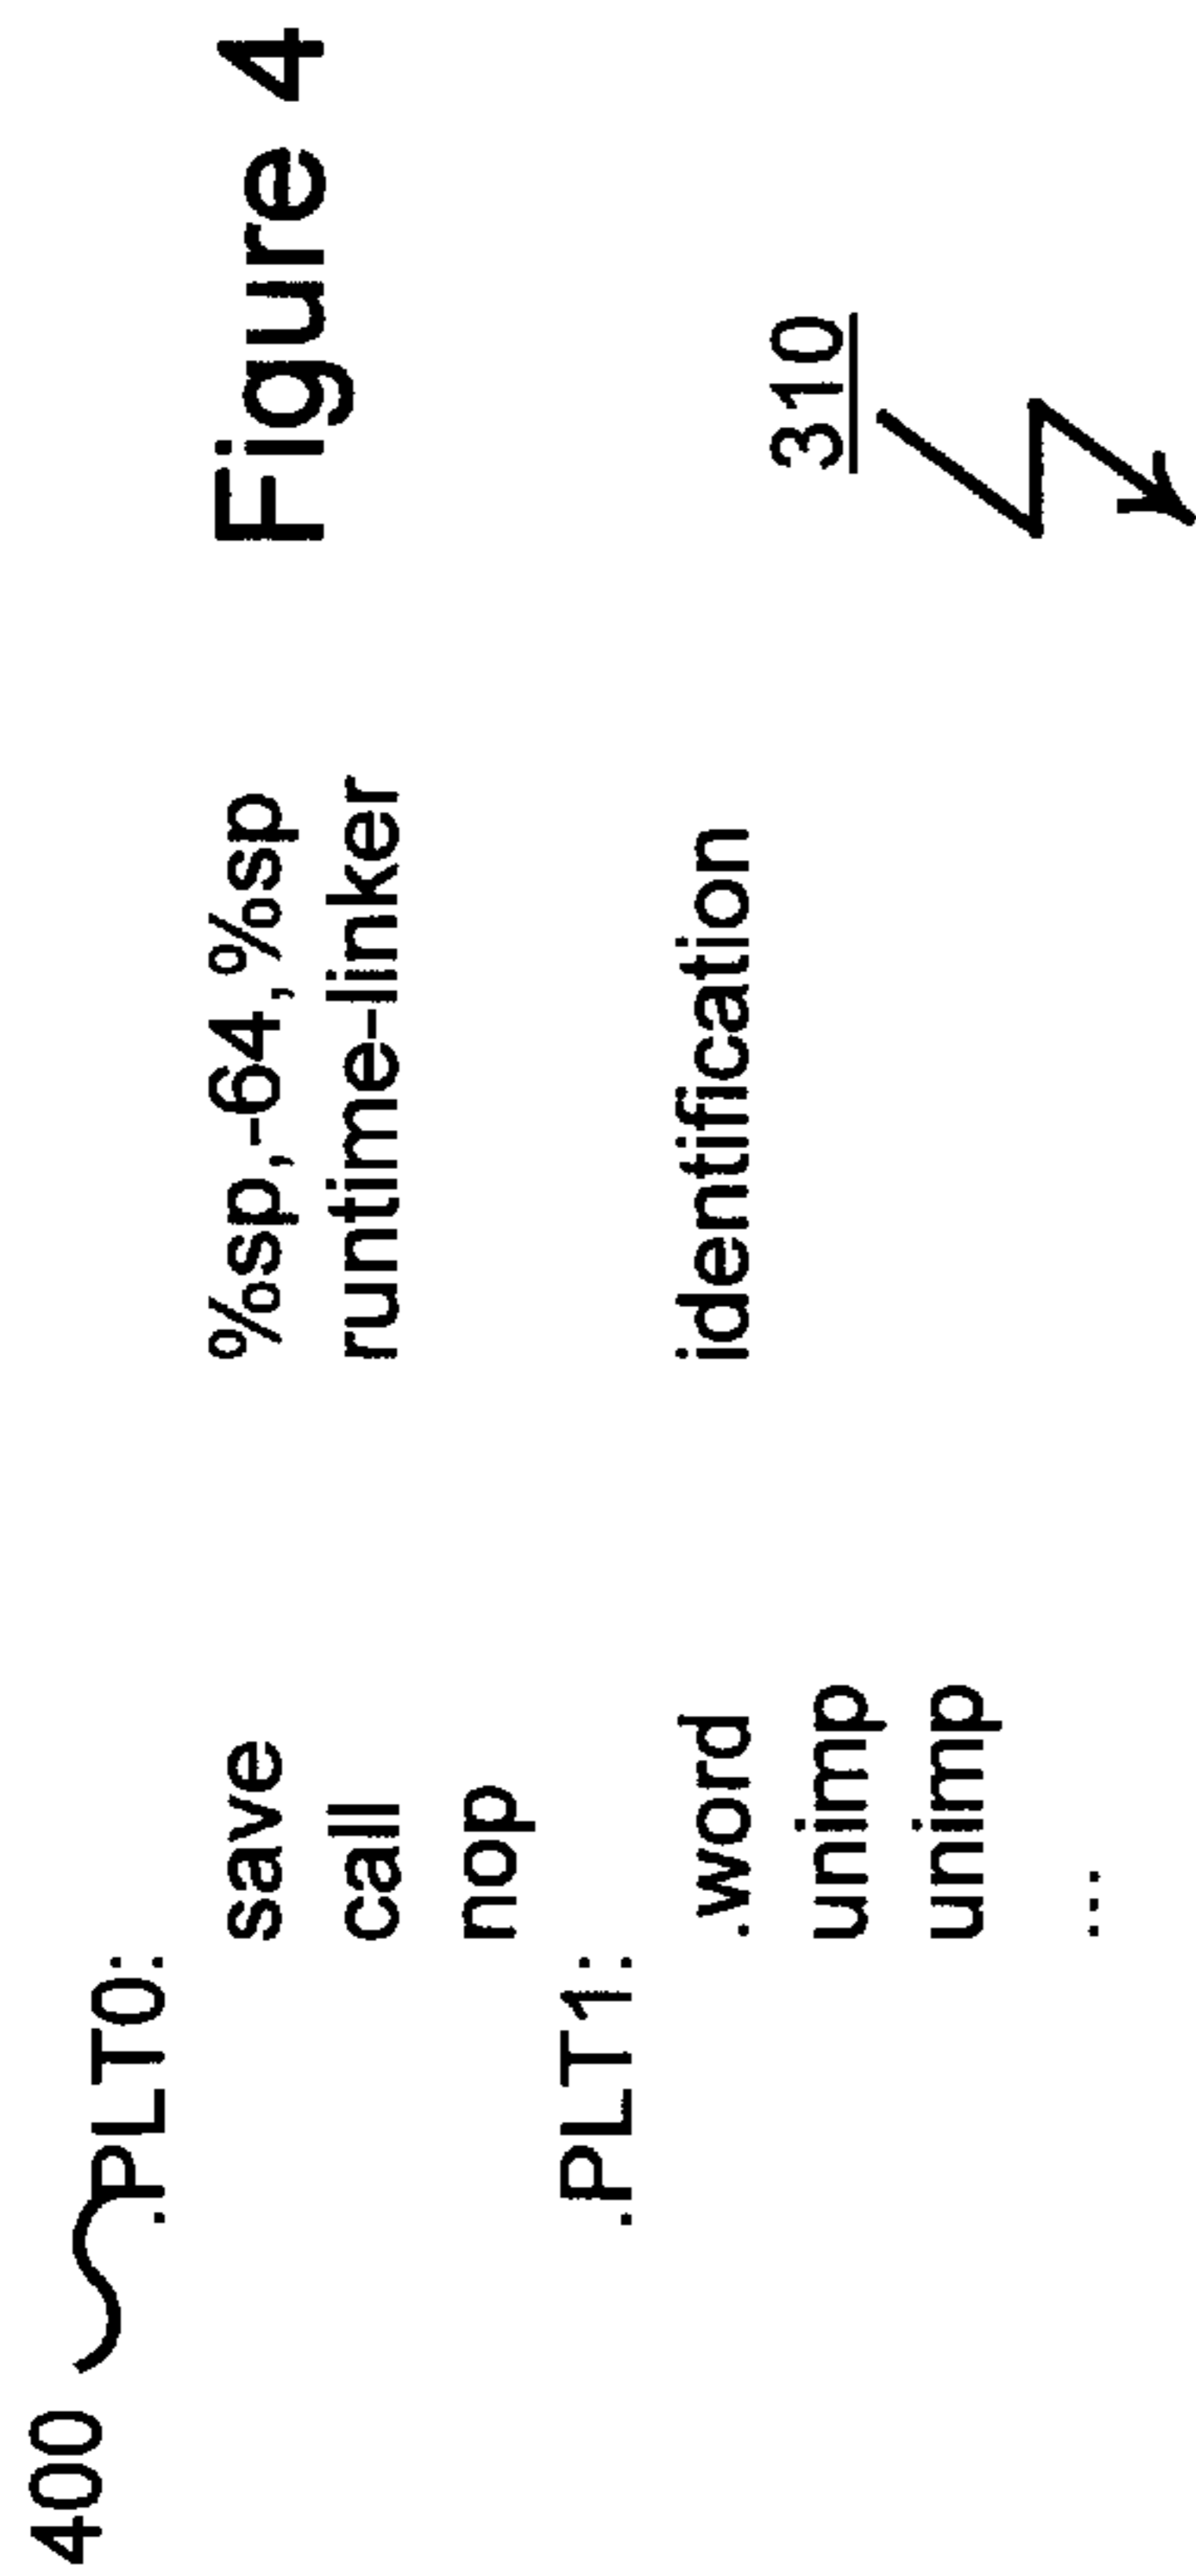 400
.PLT0:
save %sp,-64,%sp
call runtime-linker
nop
.PLT1:
.word identification
unimp
unimp
...
Figure 4
310